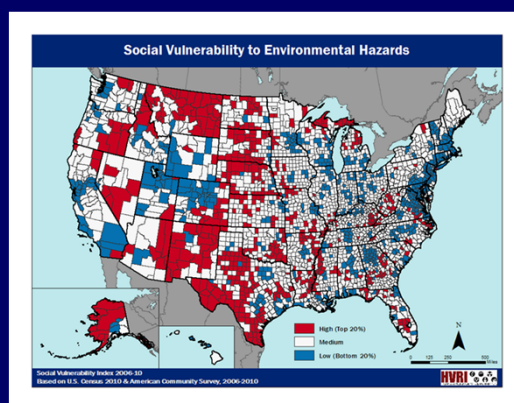 Social Vulnerability to Environmental Hazards
High (Top 20%)
Medium
Low (Bottom 20%)
N
Social Vulnerability Index 2006-10
Based on U.S. Census 2010 & American Community Survey, 2006-2010
HVRI